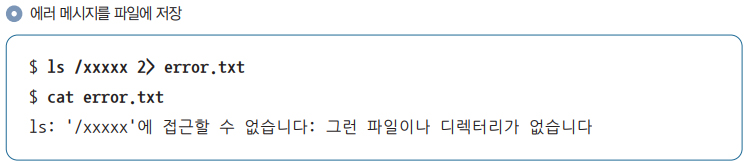 에러 메시지를 파일에 저장
$ ls /xxxxx 2> error.txt
$ cat error.txt
ls: '/xxxxx'에 접근할 수 없습니다: 그런 파일이나 디렉터리가 없습니다